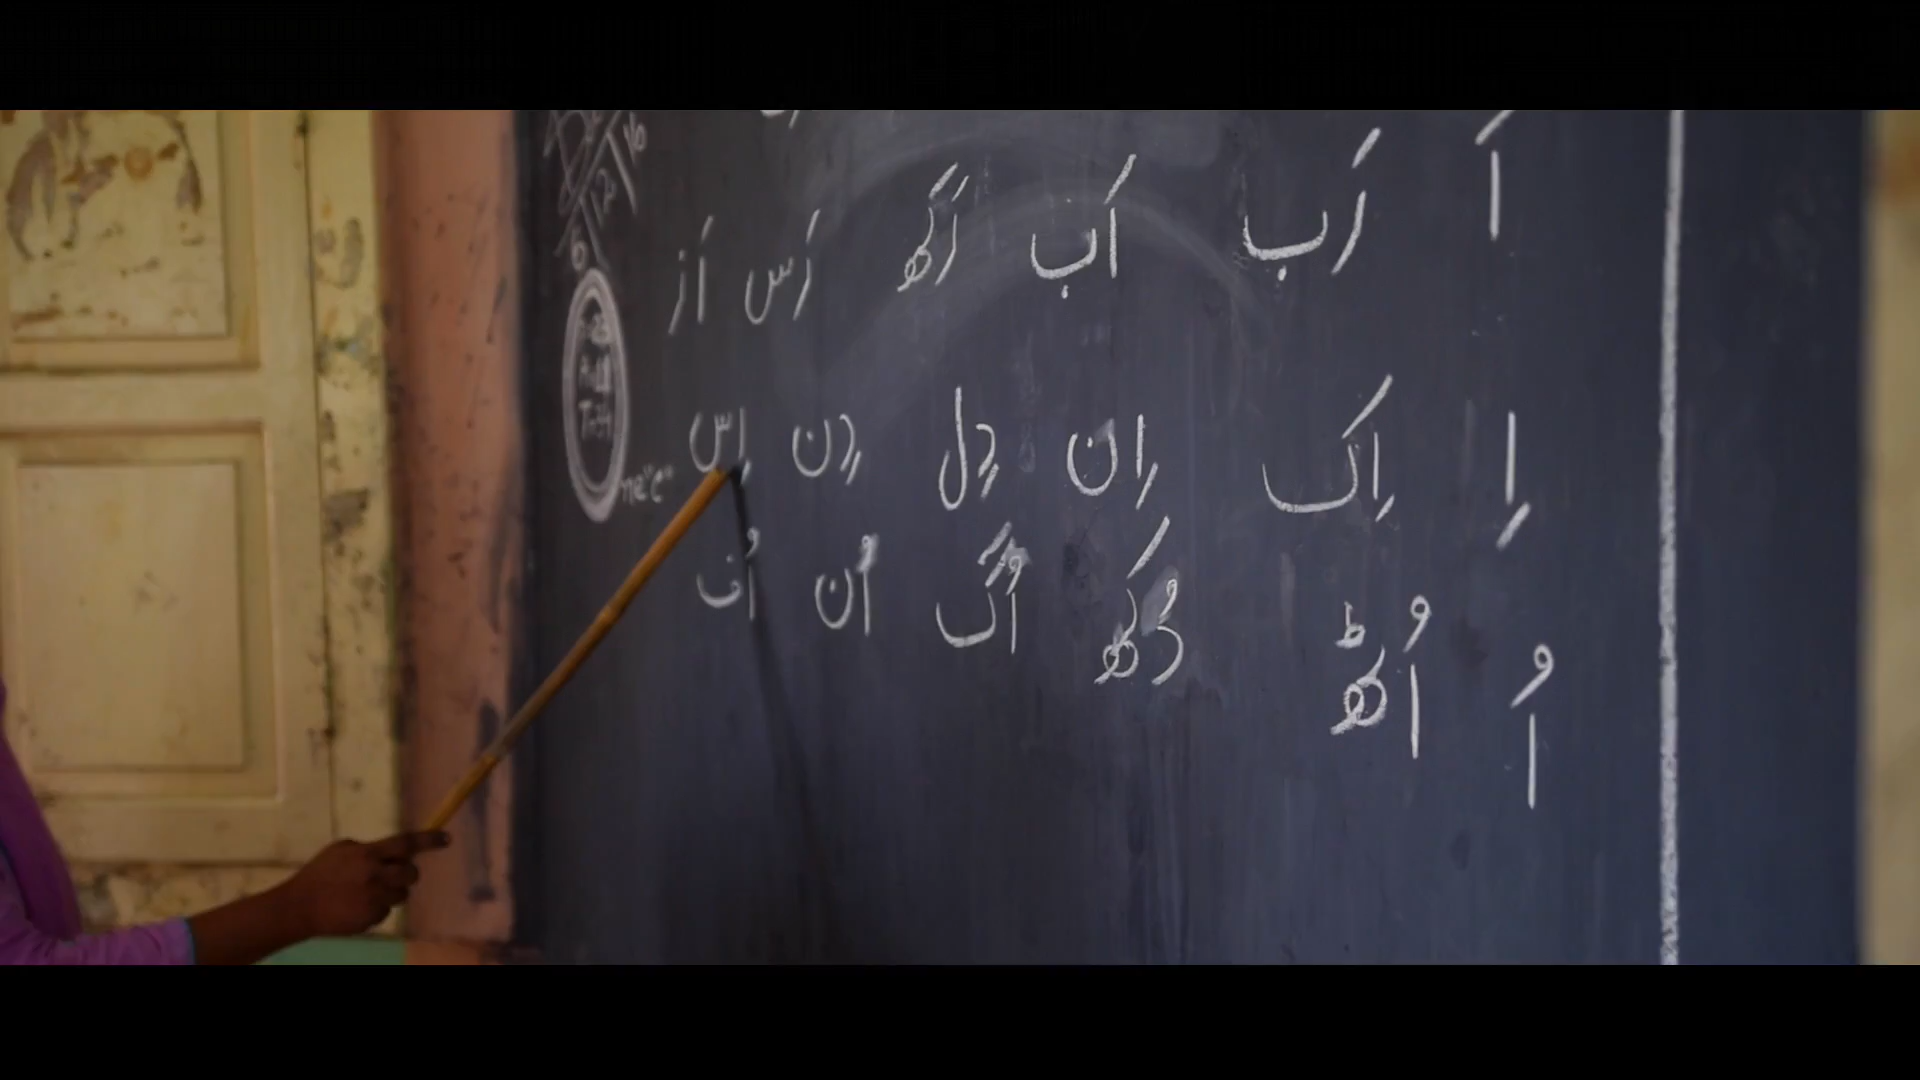 اَ رَب اَب رَکھ رَس اَز
اِ اِک اِن دِل دِن اِس
اُ اُٹھ دُکھ اُگ اُن اُف